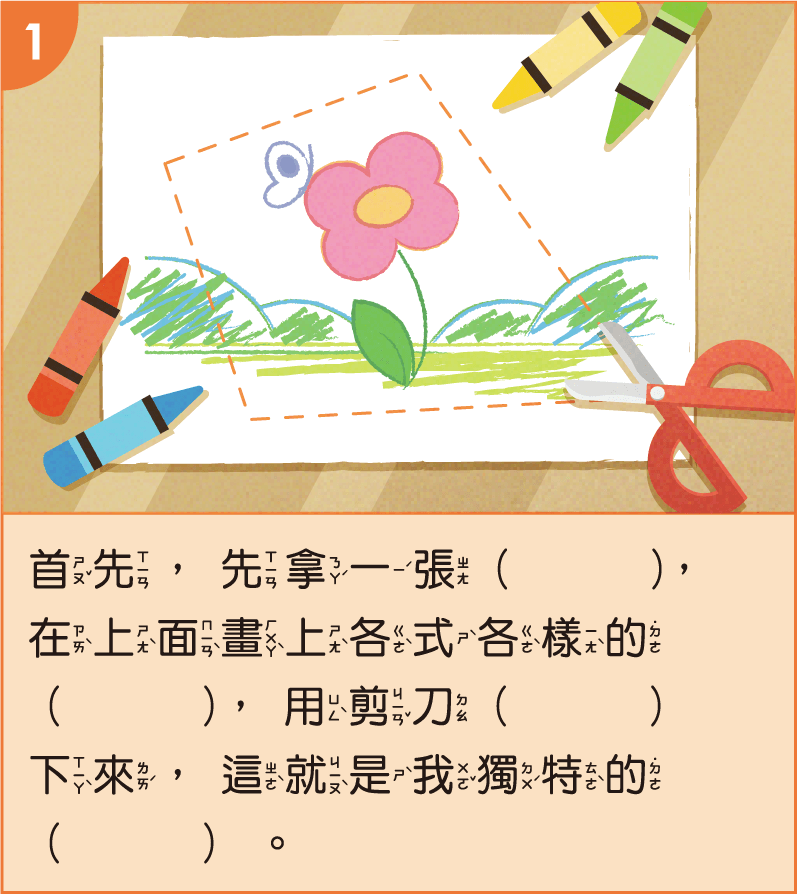 1
首先，先拿一張（　　　），
在上面畫上各式各樣的
（　　　），用剪刀（　　　）
下來，這就是我獨特的
（　　　）。